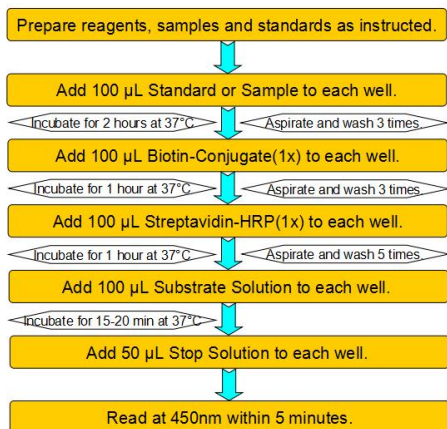 Prepare reagents, samples and standards as instructed.
Add 100 µL Standard or Sample to each well.
Incubate for 2 hours at 37°C
Aspirate and wash 3 times.
Add 100 µL Biotin-Conjugate(1x) to each well.
Incubate for 1 hour at 37°C
Aspirate and wash 3 times
Add 100 µL Streptavidin-HRP(1x) to each well.
Incubate for 1 hour at 37°C
Aspirate and wash 5 times
Add 100 µL Substrate Solution to each well.
Incubate for 15-20 min at 37°C
Add 50 µL Stop Solution to each well.
Read at 450nm within 5 minutes.